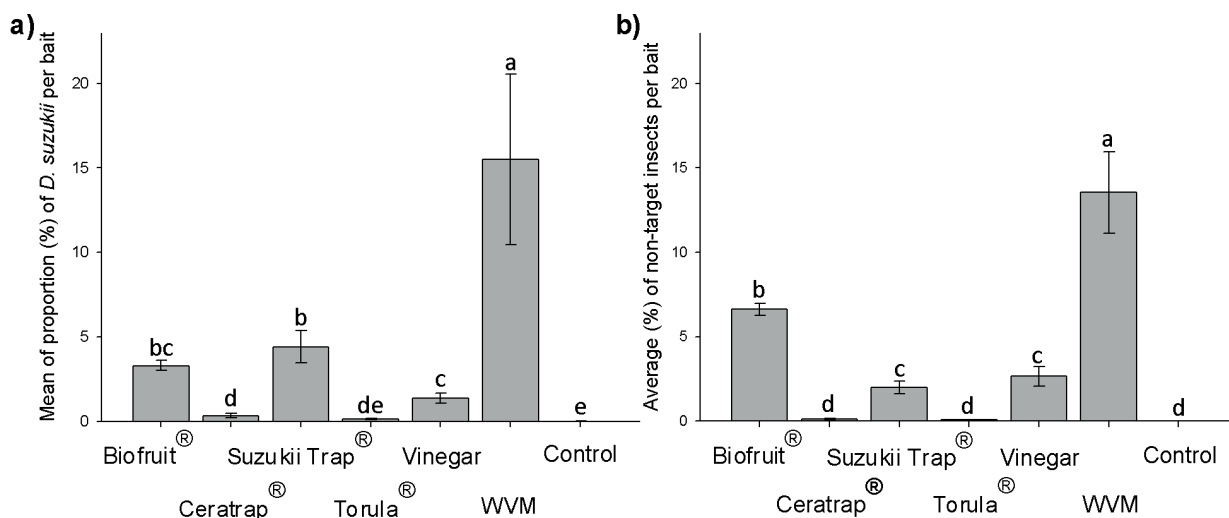 a)
Mean of proportion (%) of D. suzukii per bait
20
15
10
5
0
bc
d
b
de
c
a
e
Biofruit®
Suzukii Trap®
Vinegar
Control
Ceratrap®
Torula®
WVM
b)
Average (%) of non-target insects per bait
20
15
10
5
0
b
d
c
d
c
a
d
Biofruit®
Suzukii Trap®
Vinegar
Control
Ceratrap®
Torula®
WVM